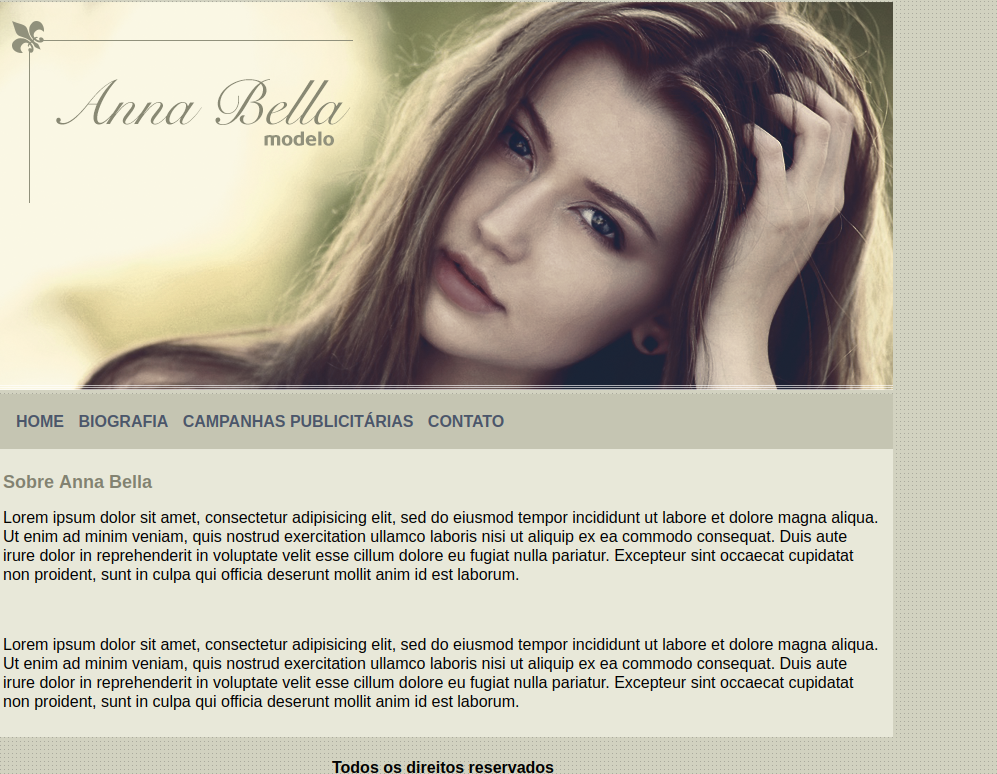 Anna Bella
modelo
HOME BIOGRAFIA CAMPANHAS PUBLICITÁRIAS CONTATO
Sobre Anna Bella
Lorem ipsum dolor sit amet, consectetur adipisicing elit, sed do eiusmod tempor incididunt ut labore et dolore magna aliqua.
Ut enim ad minim veniam, quis nostrud exercitation ullamco laboris nisi ut aliquip ex ea commodo consequat. Duis aute
irure dolor in reprehenderit in voluptate velit esse cillum dolore eu fugiat nulla pariatur. Excepteur sint occaecat cupidatat
non proident, sunt in culpa qui officia deserunt mollit anim id est laborum.
Lorem ipsum dolor sit amet, consectetur adipisicing elit, sed do eiusmod tempor incididunt ut labore et dolore magna aliqua.
Ut enim ad minim veniam, quis nostrud exercitation ullamco laboris nisi ut aliquip ex ea commodo consequat. Duis aute
irure dolor in reprehenderit in voluptate velit esse cillum dolore eu fugiat nulla pariatur. Excepteur sint occaecat cupidatat
non proident, sunt in culpa qui officia deserunt mollit anim id est laborum.
Todos os direitos reservados